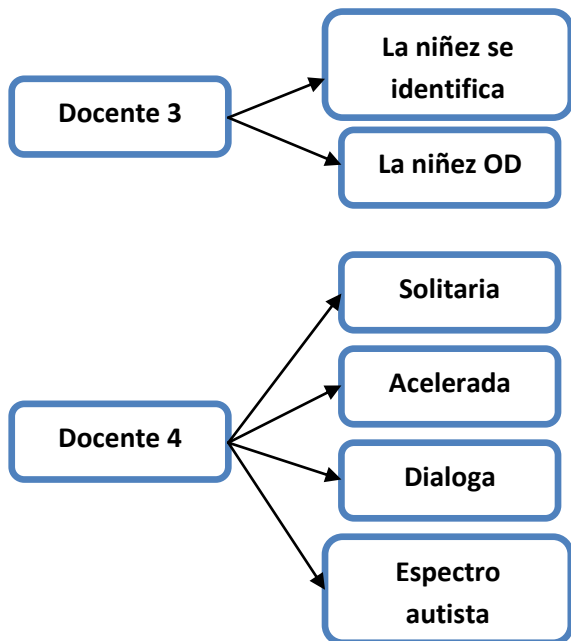 Docente 3
La niñez se
identifica
La niñez OD
Docente 4
Solitaria
Acelerada
Dialoga
Espectro
autista